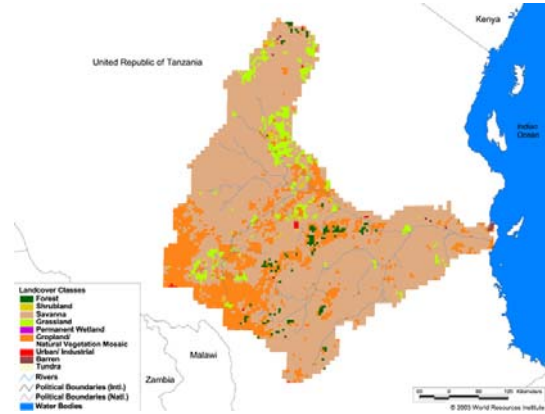 Kenya
United Republic of Tanzania
Indian
Ocean
Landcover Classes
Forest
Shrubland
Savanna
Grassland
Permanent Wetland
Cropland/
Natural Vegetation Mosaic
Urban/ Industrial
Barren
Tundra
Rivers
Political Boundaries (Intl.)
Political Boundaries (Natl.)
Water Bodies
Malawi
Zambia
Kilometers
© 2003 World Resources Institute